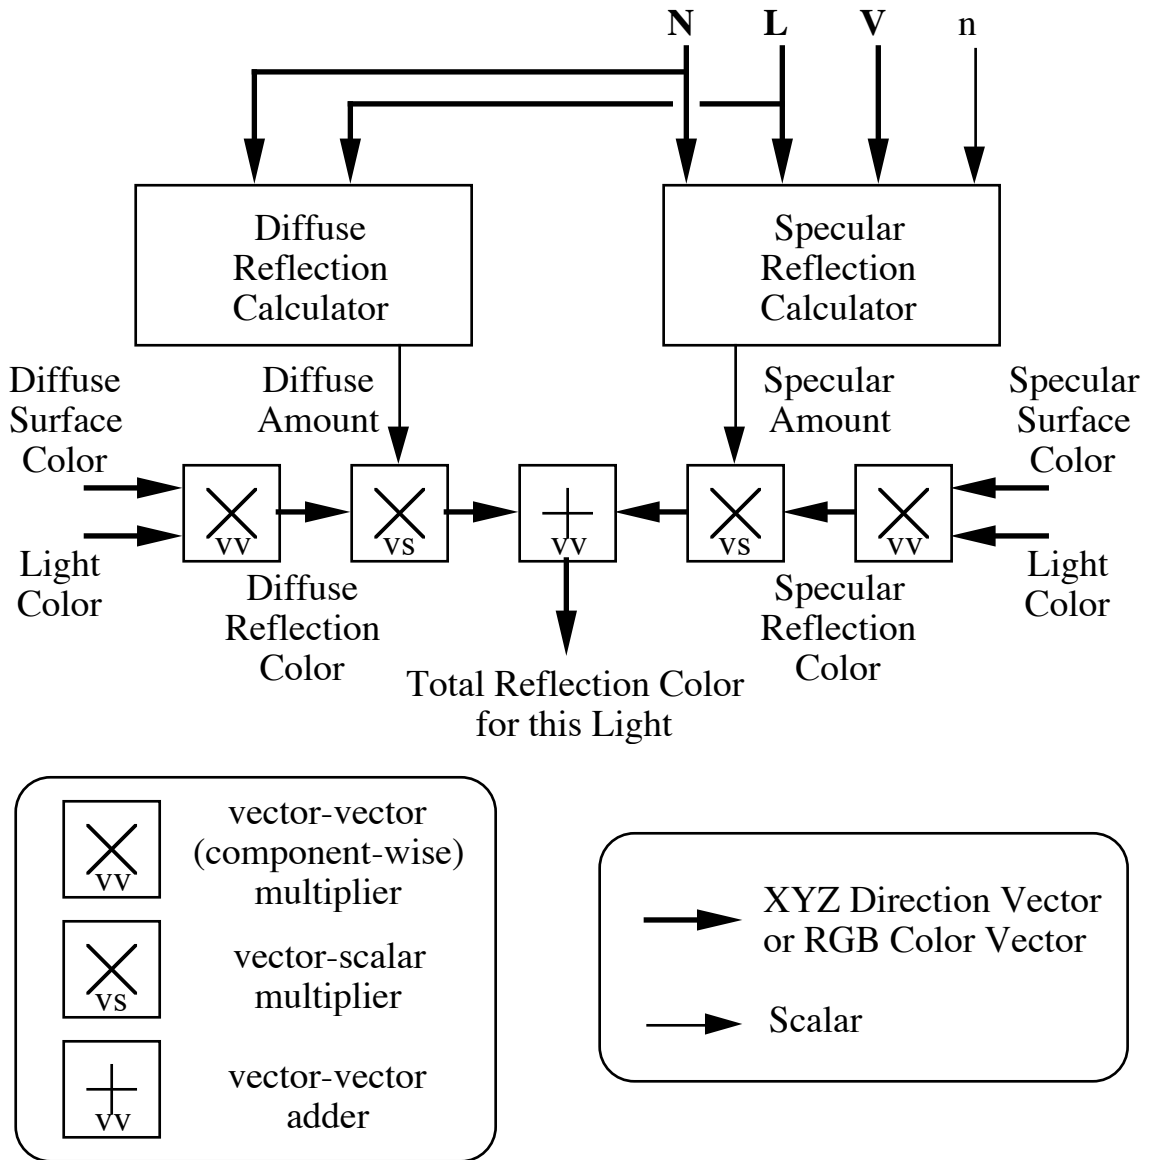 N L V n
Diffuse
Reflection
Calculator
Specular
Reflection
Calculator
Diffuse
Surface
Color
Diffuse
Amount
Specular
Amount
Specular
Surface
Color
vv
vs
vv
vs
vv
Light
Color
Diffuse
Reflection
Color
Specular
Reflection
Color
Light
Color
Total Reflection Color
for this Light
vv
vector-vector
(component-wise)
multiplier
vs
vector-scalar
multiplier
vv
vector-vector
adder
XYZ Direction Vector
or RGB Color Vector
Scalar